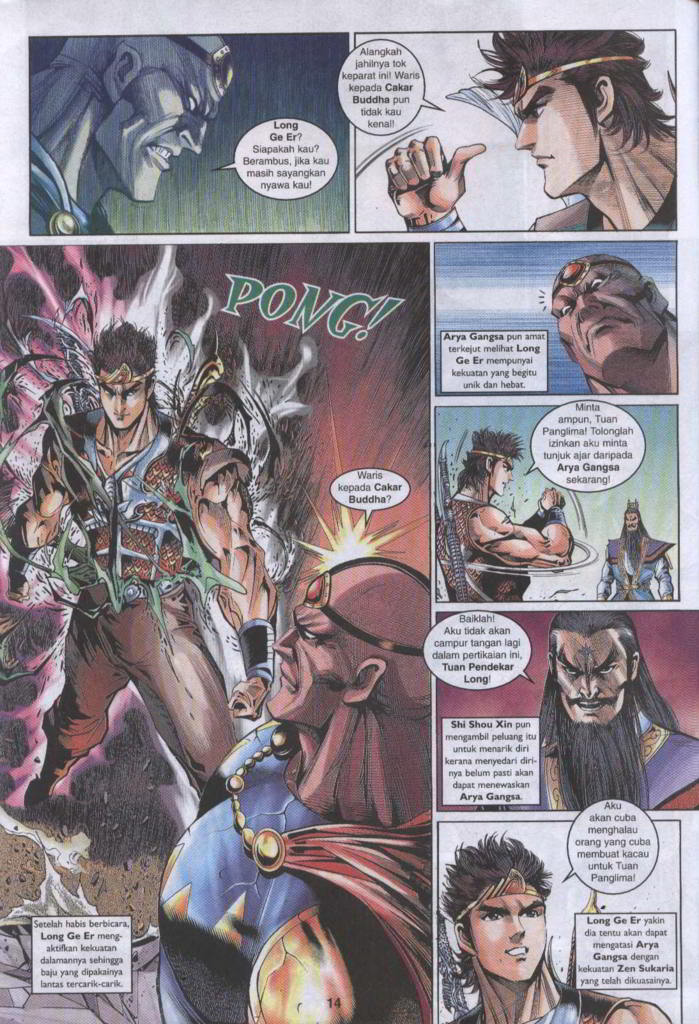 Long
Ge Er?
Siapakah kau?
Berambus, jika kau
masih sayangkan
nyawa kau!
Alangkah
jahilnya tok
keparat ini! Waris
kepada Cakar
Buddha pun
tidak kau
kenal!
PONG!
Waris
kepada Cakar
Buddha?
Setelah habis berbicara,
Long Ge Er meng-
aktifkan kekuatan
dalamannya sehingga
baju yang dipakainya
lantas tercarik-carik.
Arya Gangsa pun amat
terkejut melihat Long
Ge Er mempunyai
kekuatan yang begitu
unik dan hebat.
Minta
ampun, Tuan
Panglima! Tolonglah
izinkan aku minta
tunjuk ajar daripada
Arya Gangsa
sekarang!
Baiklah!
Aku tidak akan
campur tangan lagi
dalam pertikaian ini,
Tuan Pendekar
Long!
Shi Shou Xin pun
mengambil peluang itu
untuk menarik diri
kerana menyedari diri-
nya belum pasti akan
dapat menewaskan
Arya Gangsa.
Aku
akan cuba
menghalau
orang yang cuba
membuat kacau
untuk Tuan
Panglima!
Long Ge Er yakin
dia tentu akan dapat
mengatasi Arya
Gangsa dengan
kekuatan Zen Sukaria
yang telah dikuasainya.
14